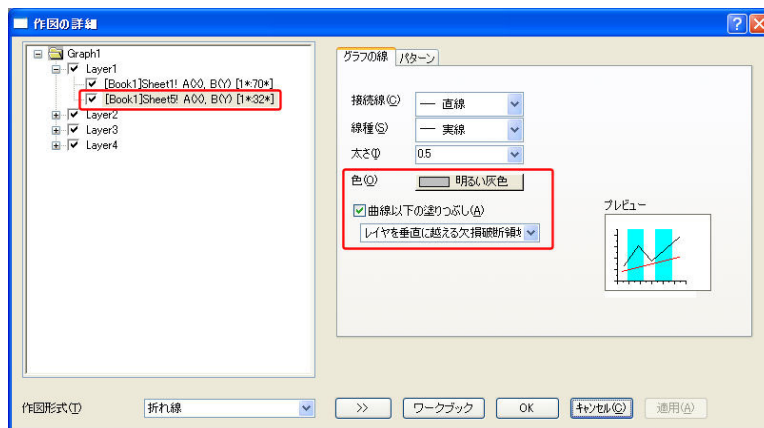 作図の詳細
Graph1
Layer1
[Book1]Sheet1! A(X), B(Y) [1*:70*]
[Book1]Sheet5! A(X), B(Y) [1*:32*]
Layer2
Layer3
Layer4
グラフの線 パターン
接続線(C) 直線
線種(S) 実線
太さ(I) 0.5
色(O) 明るい灰色
曲線以下の塗りつぶし(A)
レイヤを垂直に越える欠損破断領域
プレビュー
作図形式(T) 折れ線
>> ワークブック OK キャンセル(C) 適用(A)